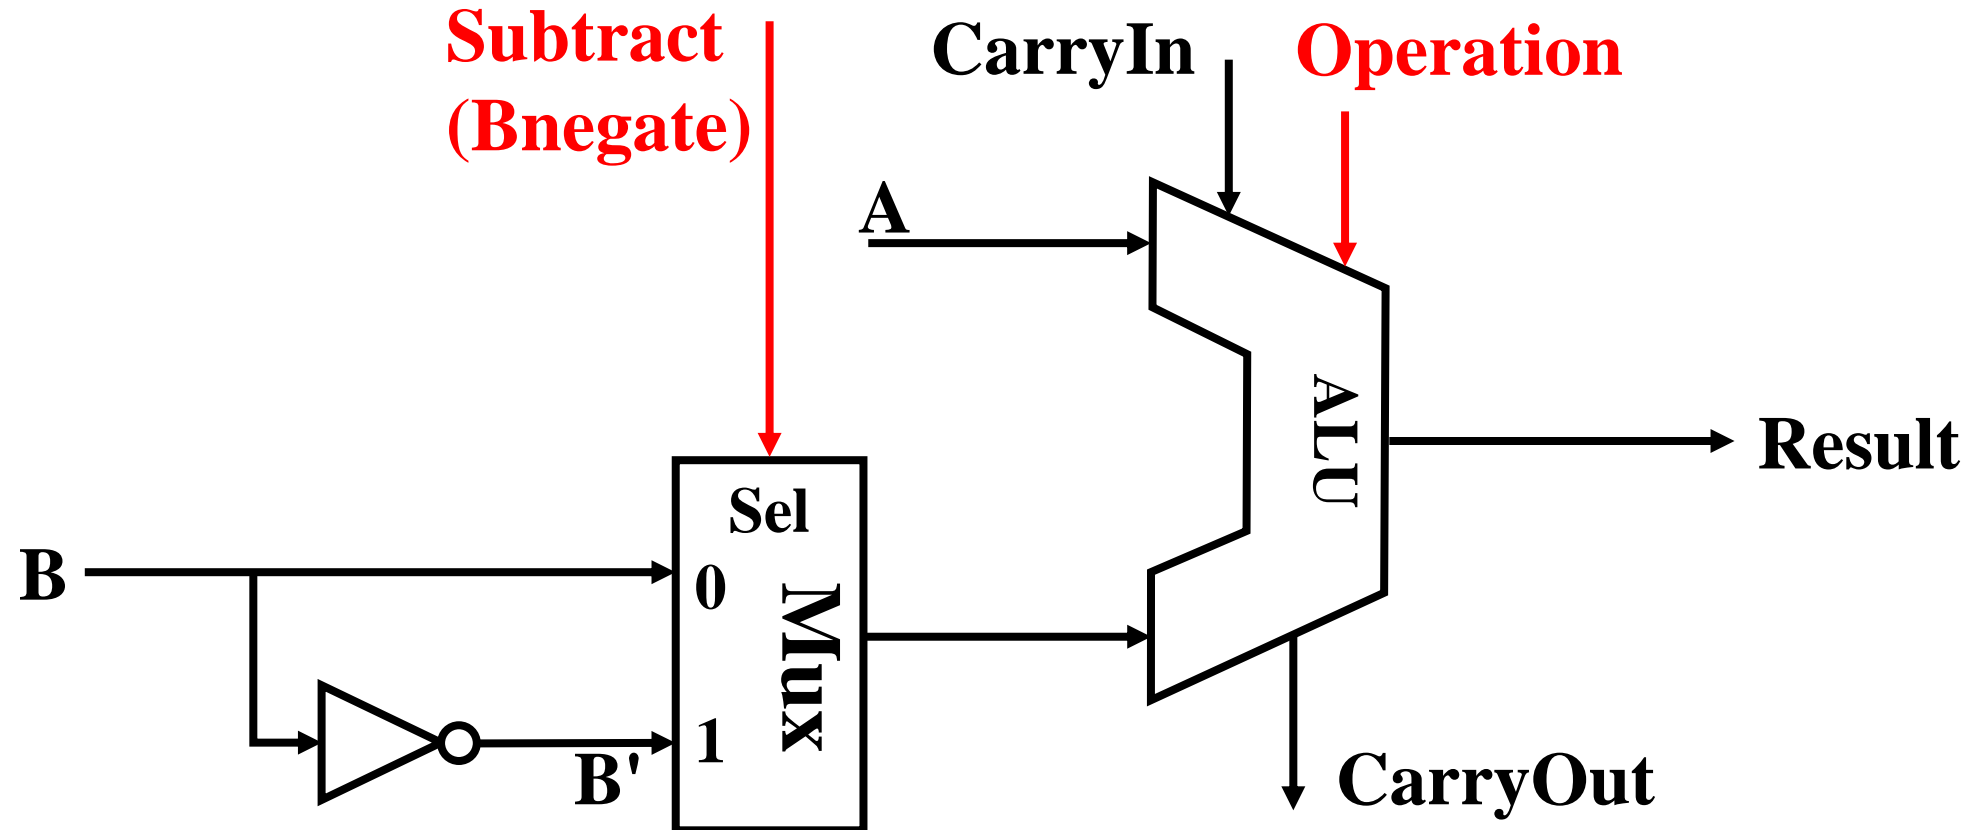 Subtract
(Bnegate)
CarryIn
Operation
A
ALU
Result
Sel
B
0
Mux
1
B'
CarryOut